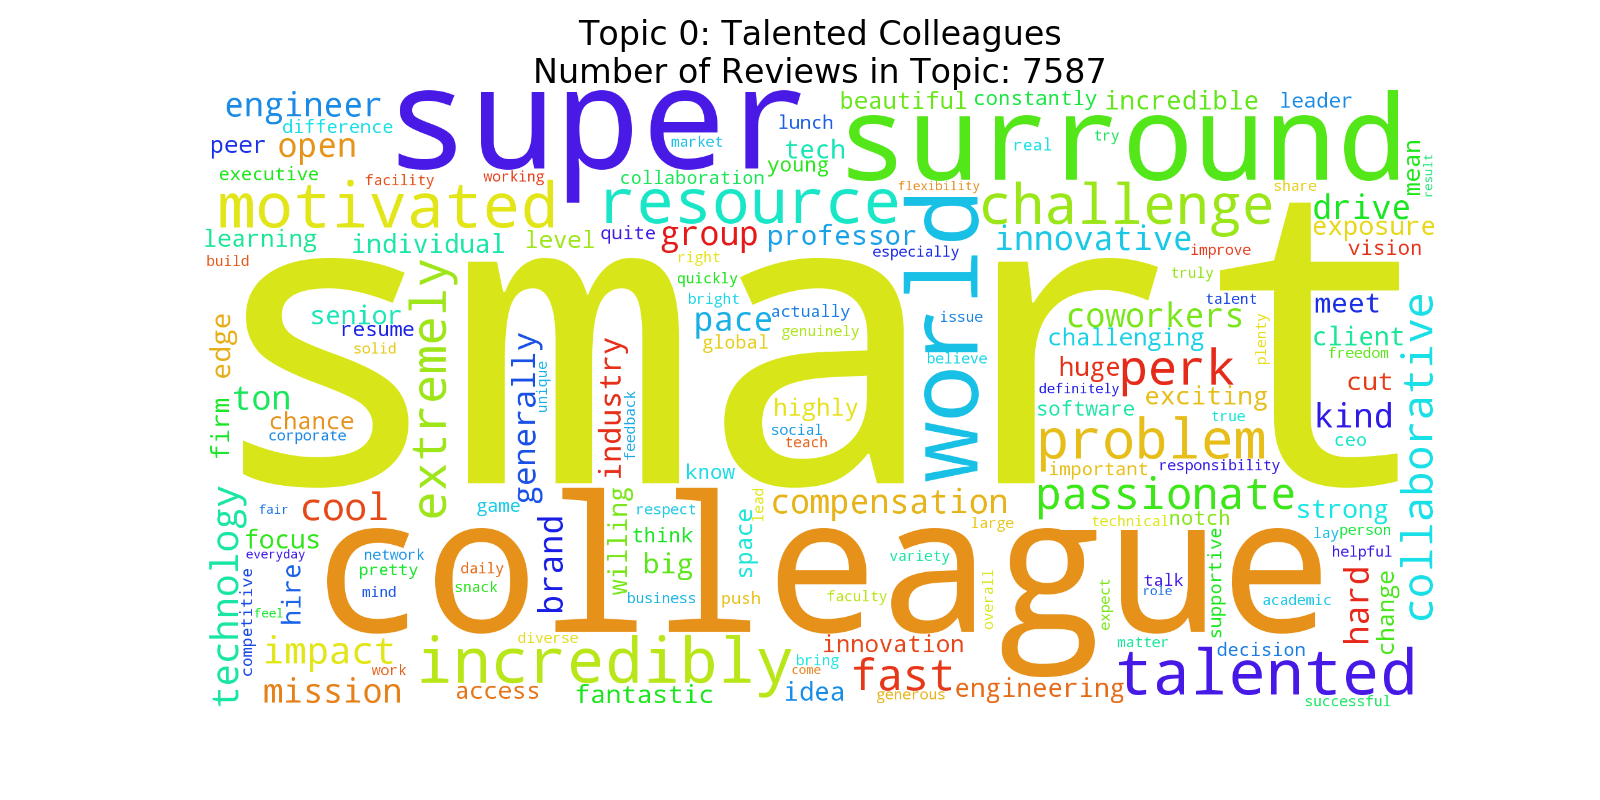 Topic 0: Talented Colleagues
Number of Reviews in Topic: 7587
super
surround
engineer
beautiful
constantly
incredible
leader
difference
lunch
peer
open
market
tech
real
try
mean
result
executive
facility
working
collaboration
young
flexibility
share
motivated
resource
world
challenge
drive
exposure
learning
individual
level
quite
group
professor
innovative
vision
build
right
especially
improve
smart
quickly
truly
bright
talent
meet
edge
senior
resume
solid
extremely
pace
actually
genuinely
global
issue
believe
coworkers
challenging
plenty
client
freedom
collaborative
generally
unique
industry
feedback
huge
perk
definitely
exciting
cut
firm
ton
chance
corporate
highly
social
teach
software
true
kind
ceo
problem
know
important
responsibility
technology
fair
cool
game
willing
respect
lead
compensation
large
passionate
technical
notch
strong
colleague
focus
everyday
network
pretty
mind
daily
snack
brand
think
big
space
variety
lay
person
helpful
supportive
competitive
hire
feel
business
push
faculty
overall
expect
talk
role
academic
hard
change
impact
work
diverse
incredibly
innovation
bring
come
matter
decision
mission
access
fantastic
idea
fast
generous
engineering
talented
successful